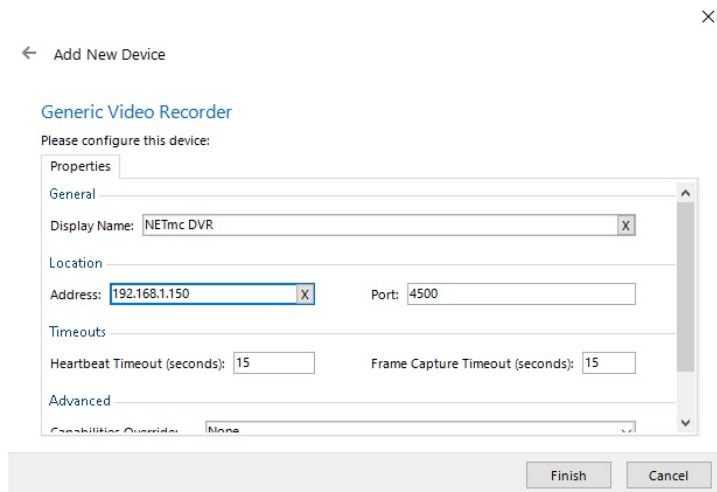 Add New Device
Generic Video Recorder
Please configure this device:
Properties
General
Display Name: NETmc DVR X
Location
Address: 192.168.1.150 X Port: 4500
Timeouts
Heartbeat Timeout (seconds): 15 Frame Capture Timeout (seconds): 15
Advanced
Capabilities Override: None
Finish Cancel